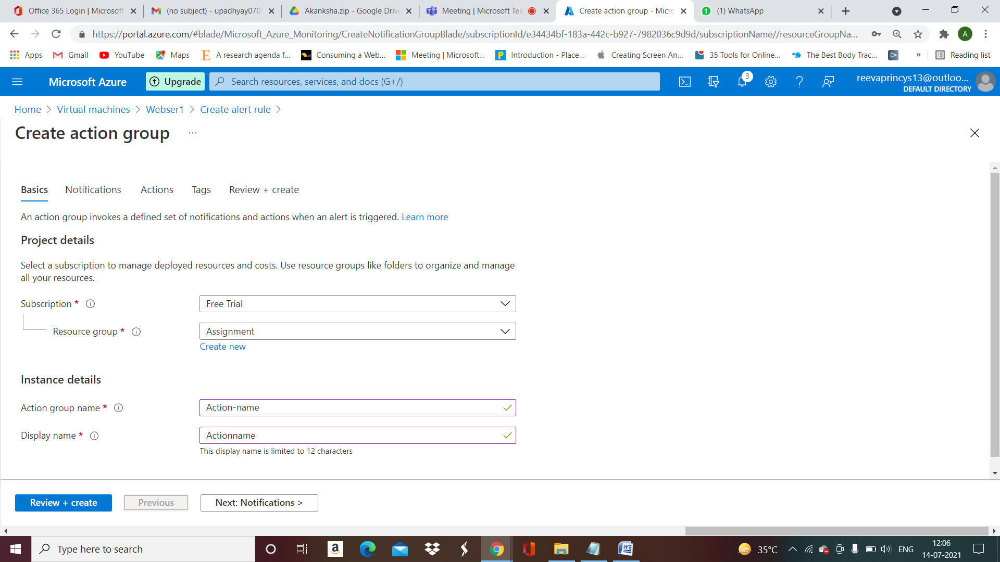 Office 365 Login | Microsoft
(no subject) - upadhyay070
Akanksha.zip - Google Drive
Meeting | Microsoft Tea
Create action group - Micro
(1) WhatsApp
https://portal.azure.com/#blade/Microsoft_Azure_Monitoring/CreateNotificationGroupBlade/subscriptionId/e34434bf-183a-442c-b927-7982036c9d9d/subscriptionName//resourceGroupNa...
A
Apps
Gmail
YouTube
Maps
A research agenda f...
Consuming a Web...
Meeting | Microsoft...
Introduction - Place...
Creating Screen An...
35 Tools for Online...
The Best Body Trac...
»
Reading list
Microsoft Azure
Upgrade
Search resources, services, and docs (G+/)
3
reevaprincys13@outloo...
DEFAULT DIRECTORY
Home > Virtual machines > Webser1 > Create alert rule >
Create action group ...
Basics
Notifications
Actions
Tags
Review + create
An action group invokes a defined set of notifications and actions when an alert is triggered. Learn more
Project details
Select a subscription to manage deployed resources and costs. Use resource groups like folders to organize and manage
all your resources.
Subscription *
Free Trial
Resource group *
Assignment
Create new
Instance details
Action group name *
Action-name
Display name *
Actionname
This display name is limited to 12 characters
Review + create
Previous
Next: Notifications >
Type here to search
35°C
ENG
12:06
14-07-2021